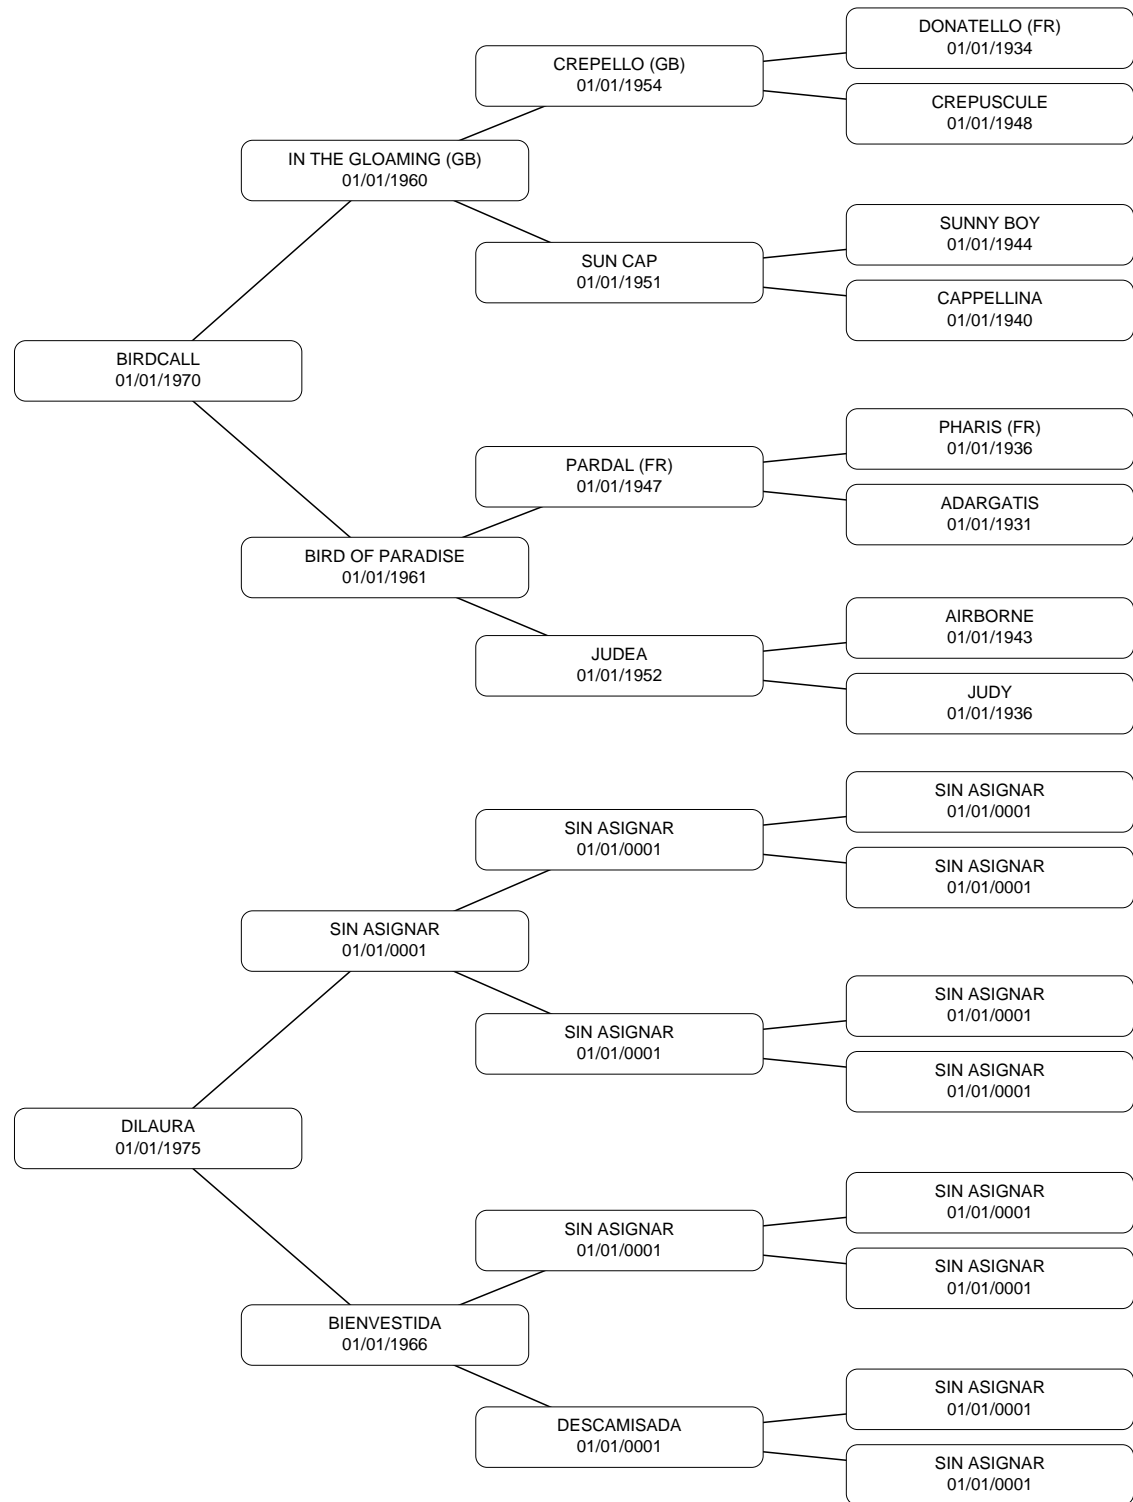 DONATELLO (FR)
01/01/1934
CREPELLO (GB)
01/01/1954
CREPUSCULE
01/01/1948
IN THE GLOAMING (GB)
01/01/1960
SUNNY BOY
01/01/1944
SUN CAP
01/01/1951
CAPPELLINA
01/01/1940
BIRDCALL
01/01/1970
PHARIS (FR)
01/01/1936
PARDAL (FR)
01/01/1947
ADARGATIS
01/01/1931
BIRD OF PARADISE
01/01/1961
AIRBORNE
01/01/1943
JUDEA
01/01/1952
JUDY
01/01/1936
SIN ASIGNAR
01/01/0001
SIN ASIGNAR
01/01/0001
SIN ASIGNAR
01/01/0001
SIN ASIGNAR
01/01/0001
SIN ASIGNAR
01/01/0001
SIN ASIGNAR
01/01/0001
SIN ASIGNAR
01/01/0001
DILAURA
01/01/1975
SIN ASIGNAR
01/01/0001
SIN ASIGNAR
01/01/0001
SIN ASIGNAR
01/01/0001
BIENVESTIDA
01/01/1966
SIN ASIGNAR
01/01/0001
DESCAMISADA
01/01/0001
SIN ASIGNAR
01/01/0001